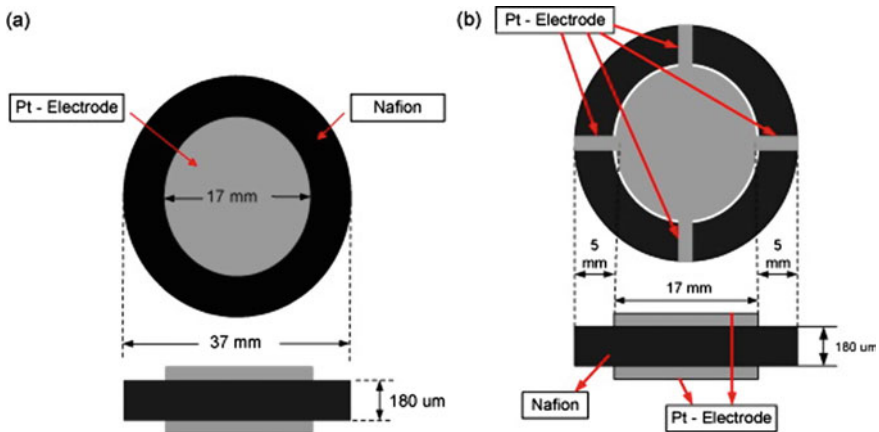 (a)
Pt - Electrode
Nafion
17 mm
37 mm
180 um
(b)
Pt - Electrode
5
mm
5
mm
17 mm
180 um
Nafion
Pt - Electrode